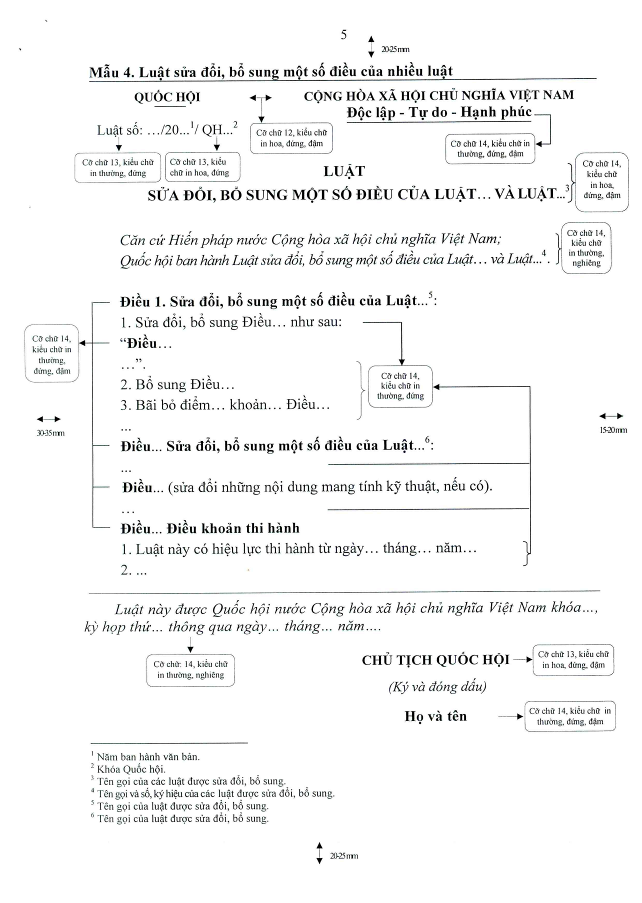 5
20-25mm
Mẫu 4. Luật sửa đổi, bổ sung một số điều của nhiều luật
QUỐC HỘI
CỘNG HÒA XÃ HỘI CHỦ NGHĨA VIỆT NAM
Độc lập - Tự do - Hạnh phúc
Luật số: …/20...1/ QH...2
Cỡ chữ 12, kiểu chữ
in hoa, đứng, đậm
Cỡ chữ 14, kiểu chữ in
thường, đứng, đậm
Cỡ chữ 13, kiểu chữ
in thường, đứng
Cỡ chữ 13, kiểu
chữ in thường, đứng
Cỡ chữ 14,
kiểu chữ
in hoa,
đứng, đậm
LUẬT
SỬA ĐỔI, BỔ SUNG MỘT SỐ ĐIỀU CỦA LUẬT… VÀ LUẬT...3
Cỡ chữ 14,
kiểu chữ
in thường,
nghiêng
Căn cứ Hiến pháp nước Cộng hòa xã hội chủ nghĩa Việt Nam;
Quốc hội ban hành Luật sửa đổi, bổ sung một số điều của Luật… và Luật...4.
Điều 1. Sửa đổi, bổ sung một số điều của Luật...5:
1. Sửa đổi, bổ sung Điều… như sau:
“Điều…
…”.
2. Bổ sung Điều…
3. Bãi bỏ điểm… khoản… Điều…
...
Cỡ chữ 14,
kiểu chữ in
thường,
đứng, đậm
Cỡ chữ 14,
kiểu chữ in
thường, đứng
30-35mm
15-20mm
Điều... Sửa đổi, bổ sung một số điều của Luật...6:
...
Điều... (sửa đổi những nội dung mang tính kỹ thuật, nếu có).
…
Điều... Điều khoản thi hành
1. Luật này có hiệu lực thi hành từ ngày… tháng… năm…
2. ...
Luật này được Quốc hội nước Cộng hòa xã hội chủ nghĩa Việt Nam khóa…,
kỳ họp thứ… thông qua ngày… tháng… năm….
Cỡ chữ: 14, kiểu chữ
in thường, nghiêng
CHỦ TỊCH QUỐC HỘI
Cỡ chữ 13, kiểu chữ
in hoa, đứng, đậm
(Ký và đóng dấu)
Họ và tên
Cỡ chữ 14, kiểu chữ in
thường, đứng, đậm
1 Năm ban hành văn bản.
2 Khóa Quốc hội.
3 Tên gọi của các luật được sửa đổi, bổ sung.
4 Tên gọi và số, ký hiệu của các luật được sửa đổi, bổ sung.
5 Tên gọi của luật được sửa đổi, bổ sung.
6 Tên gọi của luật được sửa đổi, bổ sung.
20-25mm